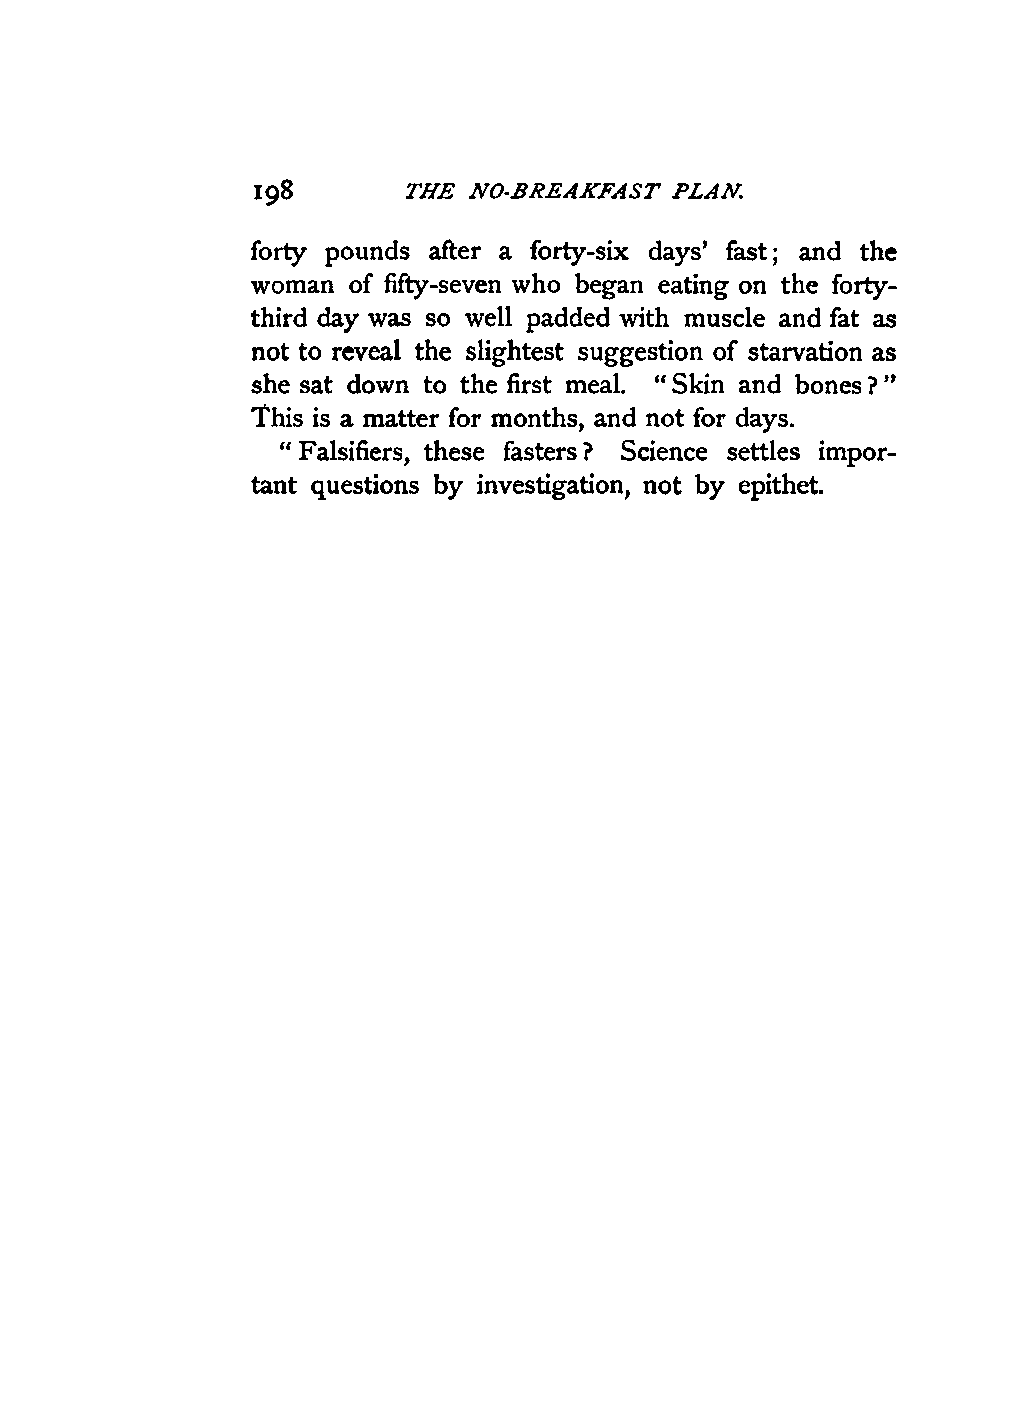 198 THE NO-BREAKFAST PLAN.
forty pounds after a forty-six days' fast; and the
woman of fifty-seven who began eating on the forty-
third day was so well padded with muscle and fat as
not to reveal the slightest suggestion of starvation as
she sat down to the first meal. "Skin and bones?"
This is a matter for months, and not for days.
"Falsifiers, these fasters? Science settles impor-
tant questions by investigation, not by epithet.